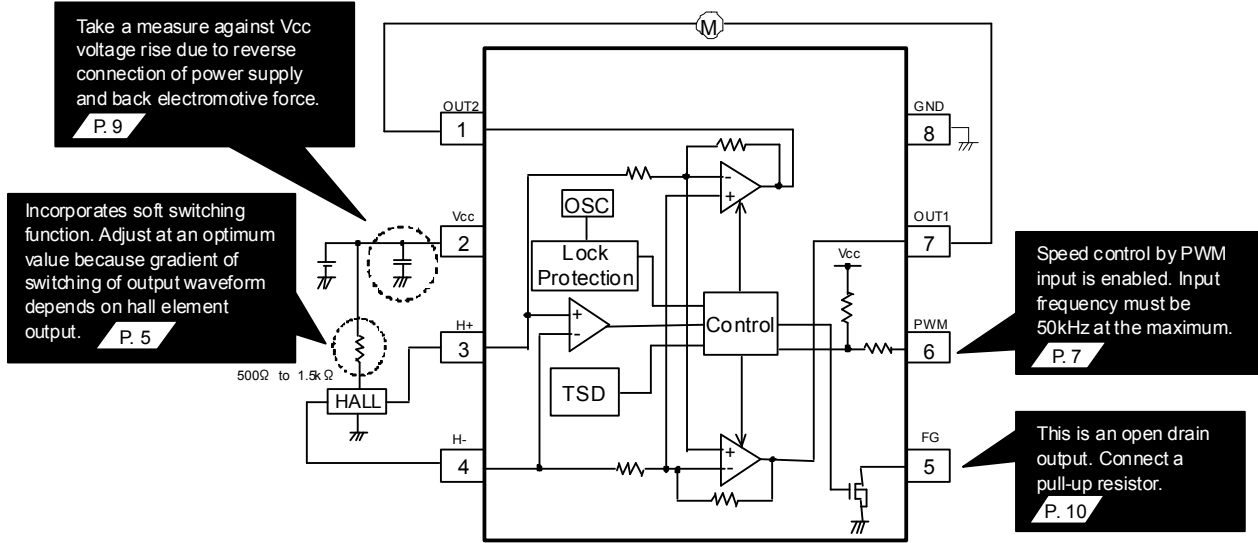 Take a measure against Vcc
voltage rise due to reverse
connection of power supply
and back electromotive force.
P. 9
Incorporates soft switching
function. Adjust at an optimum
value because gradient of
switching of output waveform
depends on hall element
output.
P. 5
M
OUT2
1
GND
8
Vcc
2
OUT1
7
H+
3
PWM
6
H-
4
FG
5
OSC
Lock
Protection
Control
TSD
Vcc
-
+
+
-
+
-
500Ω to 1.5kΩ
HALL
Speed control by PWM
input is enabled. Input
frequency must be
50kHz at the maximum.
P. 7
This is an open drain
output. Connect a
pull-up resistor.
P. 10